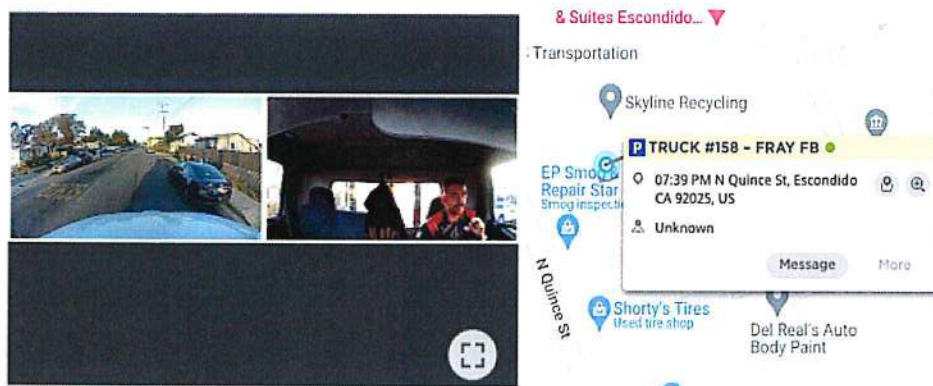 & Suites Escondido...
Transportation
Skyline Recycling
P TRUCK #158 - FRAY FB
EP Smog &
Repair Star
Smog inspecti
07:39 PM N Quince St, Escondido
CA 92025, US
Unknown
Message More
N Quince St
Shorty's Tires
Used tire shop
Del Real's Auto
Body Paint